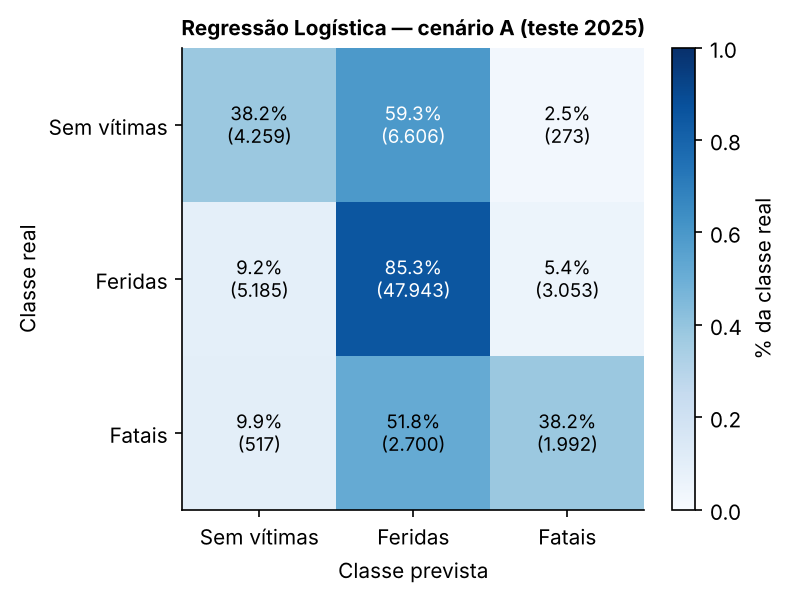 Regressão Logística — cenário A (teste 2025)
Classe real
Sem vítimas
38.2%
(4.259)
59.3%
(6.606)
2.5%
(273)
Feridas
9.2%
(5.185)
85.3%
(47.943)
5.4%
(3.053)
Fatais
9.9%
(517)
51.8%
(2.700)
38.2%
(1.992)
Sem vítimas
Feridas
Fatais
Classe prevista
1.0
0.8
0.6
0.4
0.2
0.0
% da classe real